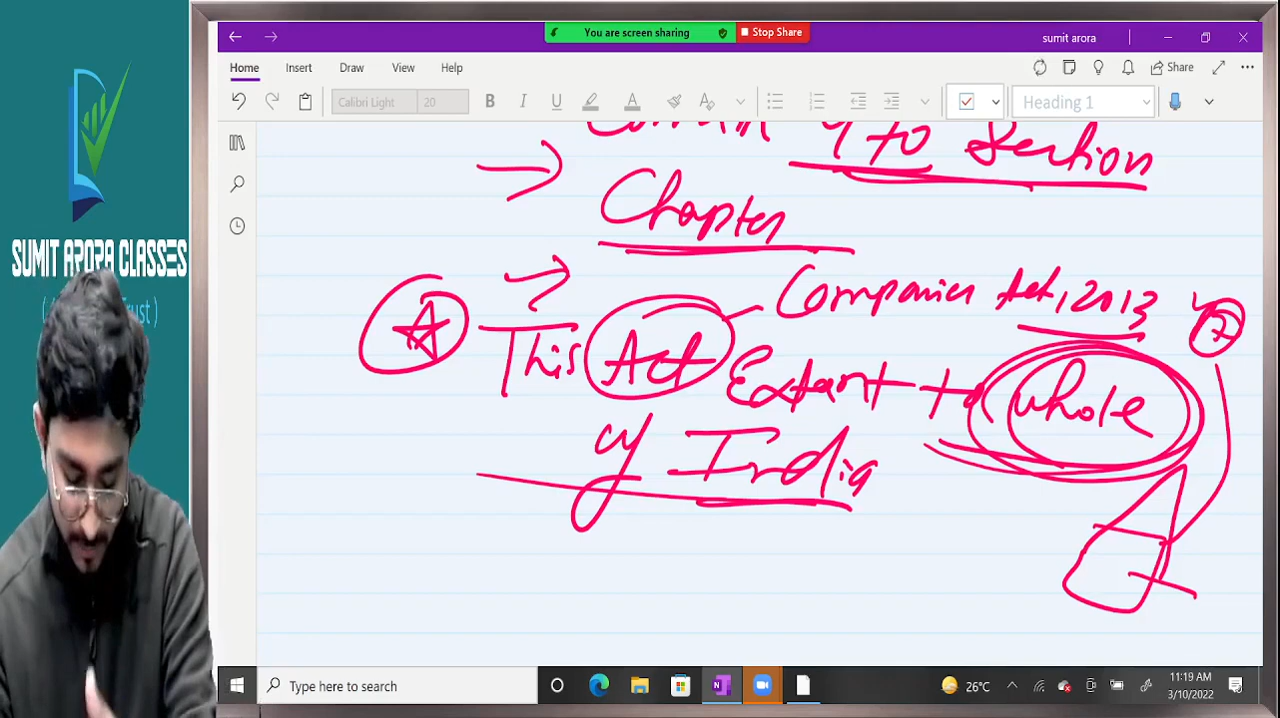 You are screen sharing
Stop Share
sumit arora
Home Insert Draw View Help
Share
Calibri Light 20
B I U A
Heading 1
470 Section
Chapter
Companies Act, 2013
This Act Extant to whole
of India
SUMIT ARORA CLASSES
Type here to search
26°C
11:19 AM
3/10/2022